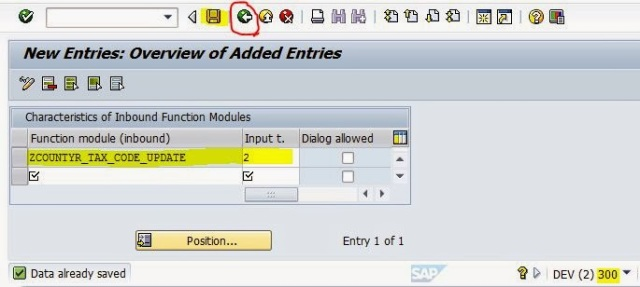 New Entries: Overview of Added Entries
Characteristics of Inbound Function Modules
Function module (inbound) Input t. Dialog allowed
ZCOUNTYR_TAX_CODE_UPDATE 2
Position... Entry 1 of 1
Data already saved SAP DEV (2) 300